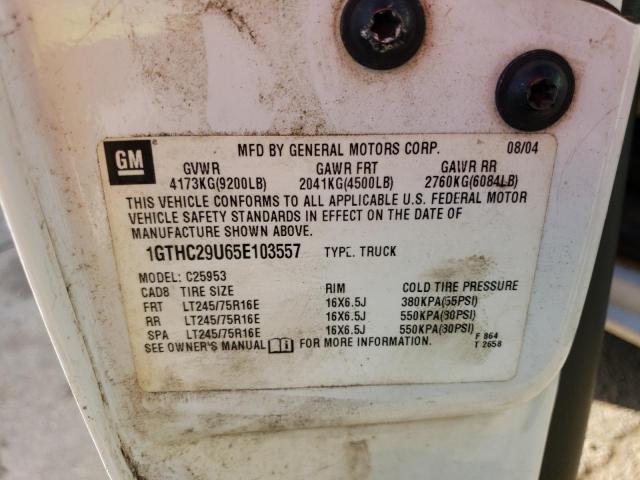 GM
MFD BY GENERAL MOTORS CORP. 08/04
GVWR GAWR FRT GAWR RR
4173KG(9200LB) 2041KG(4500LB) 2760KG(6084LB)
THIS VEHICLE CONFORMS TO ALL APPLICABLE U.S. FEDERAL MOTOR
VEHICLE SAFETY STANDARDS IN EFFECT ON THE DATE OF
MANUFACTURE SHOWN ABOVE.
1GTHC29U65E103557 TYPE: TRUCK
MODEL: C25953
CAD8 TIRE SIZE RIM COLD TIRE PRESSURE
FRT LT245/75R16E 16X6.5J 380KPA(55PSI)
RR LT245/75R16E 16X6.5J 550KPA(80PSI)
SPA LT245/75R16E 16X6.5J 550KPA(80PSI)
SEE OWNER'S MANUAL FOR MORE INFORMATION.
F 864
T 2658